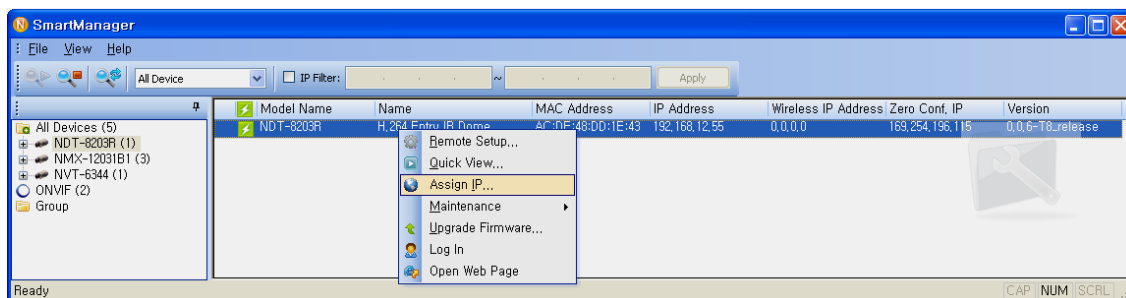 SmartManager
File View Help
All Device IP Filter: . . . ~ . . . Apply
Model Name Name MAC Address IP Address Wireless IP Address Zero Conf, IP Version
All Devices (5)
NDT-8203R (1)
NMX-12031B1 (3)
NVT-6344 (1)
ONVIF (2)
Group
NDT-8203R H,264 Entry IR Dome AC:DE:48:DD:1E:43 192,168,12,55 0,0,0,0 169,254,196,115 0,0,6-T8_release
Remote Setup...
Quick View...
Assign IP...
Maintenance
Upgrade Firmware...
Log In
Open Web Page
Ready CAP NUM SCRL